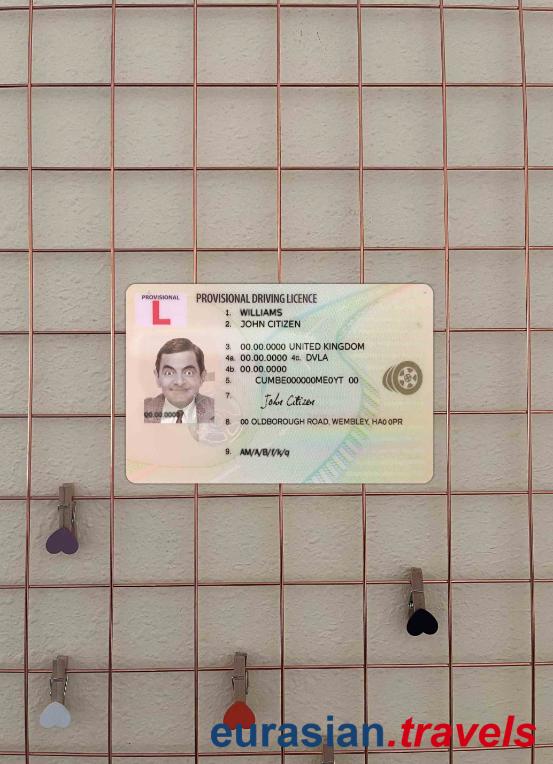 PROVISIONAL
L
PROVISIONAL DRIVING LICENCE
1. WILLIAMS
2. JOHN CITIZEN
3. 00.00.0000 UNITED KINGDOM
4a. 00.00.0000 4c. DVLA
4b 00.00.0000
5. CUMBE000000ME0YT 00
7. John Citizen
8. 00 OLDBOROUGH ROAD, WEMBLEY, HA0 0PR
00.00.0000
9. AM/A/B/f/k/q
eurasian.travels